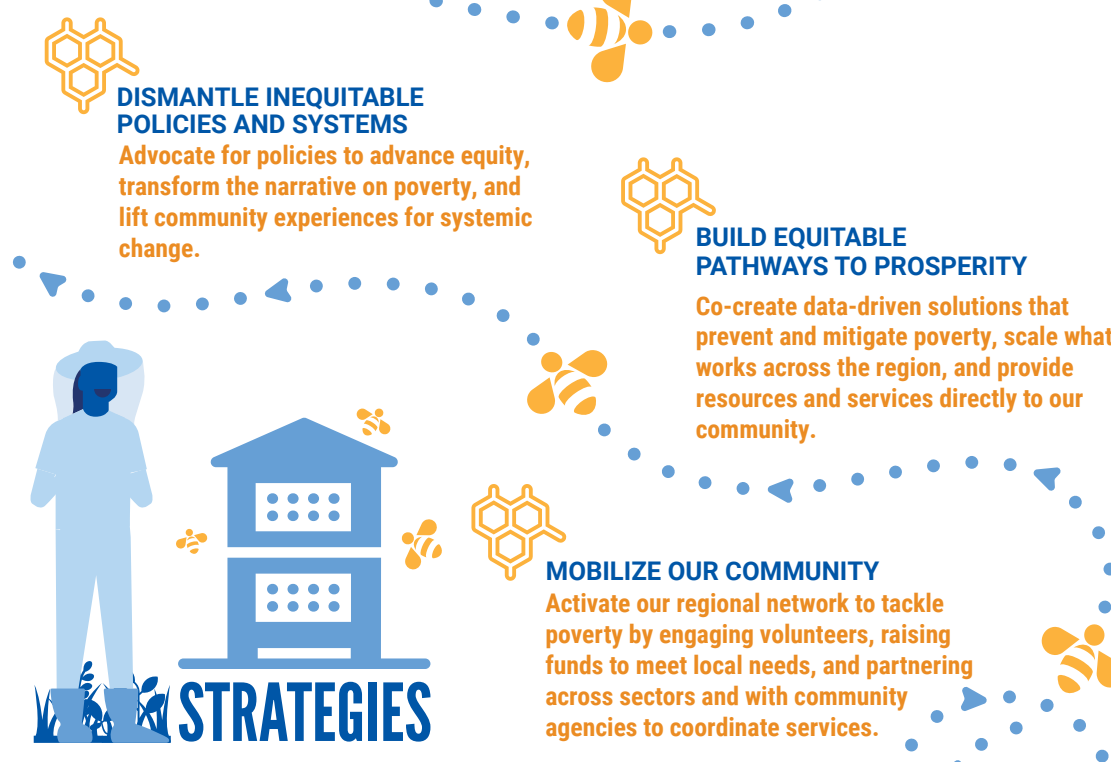 DISMANTLE INEQUITABLE
POLICIES AND SYSTEMS
Advocate for policies to advance equity,
transform the narrative on poverty, and
lift community experiences for systemic
change.
BUILD EQUITABLE
PATHWAYS TO PROSPERITY
Co-create data-driven solutions that
prevent and mitigate poverty, scale what
works across the region, and provide
resources and services directly to our
community.
MOBILIZE OUR COMMUNITY
Activate our regional network to tackle
poverty by engaging volunteers, raising
funds to meet local needs, and partnering
across sectors and with community
agencies to coordinate services.
STRATEGIES